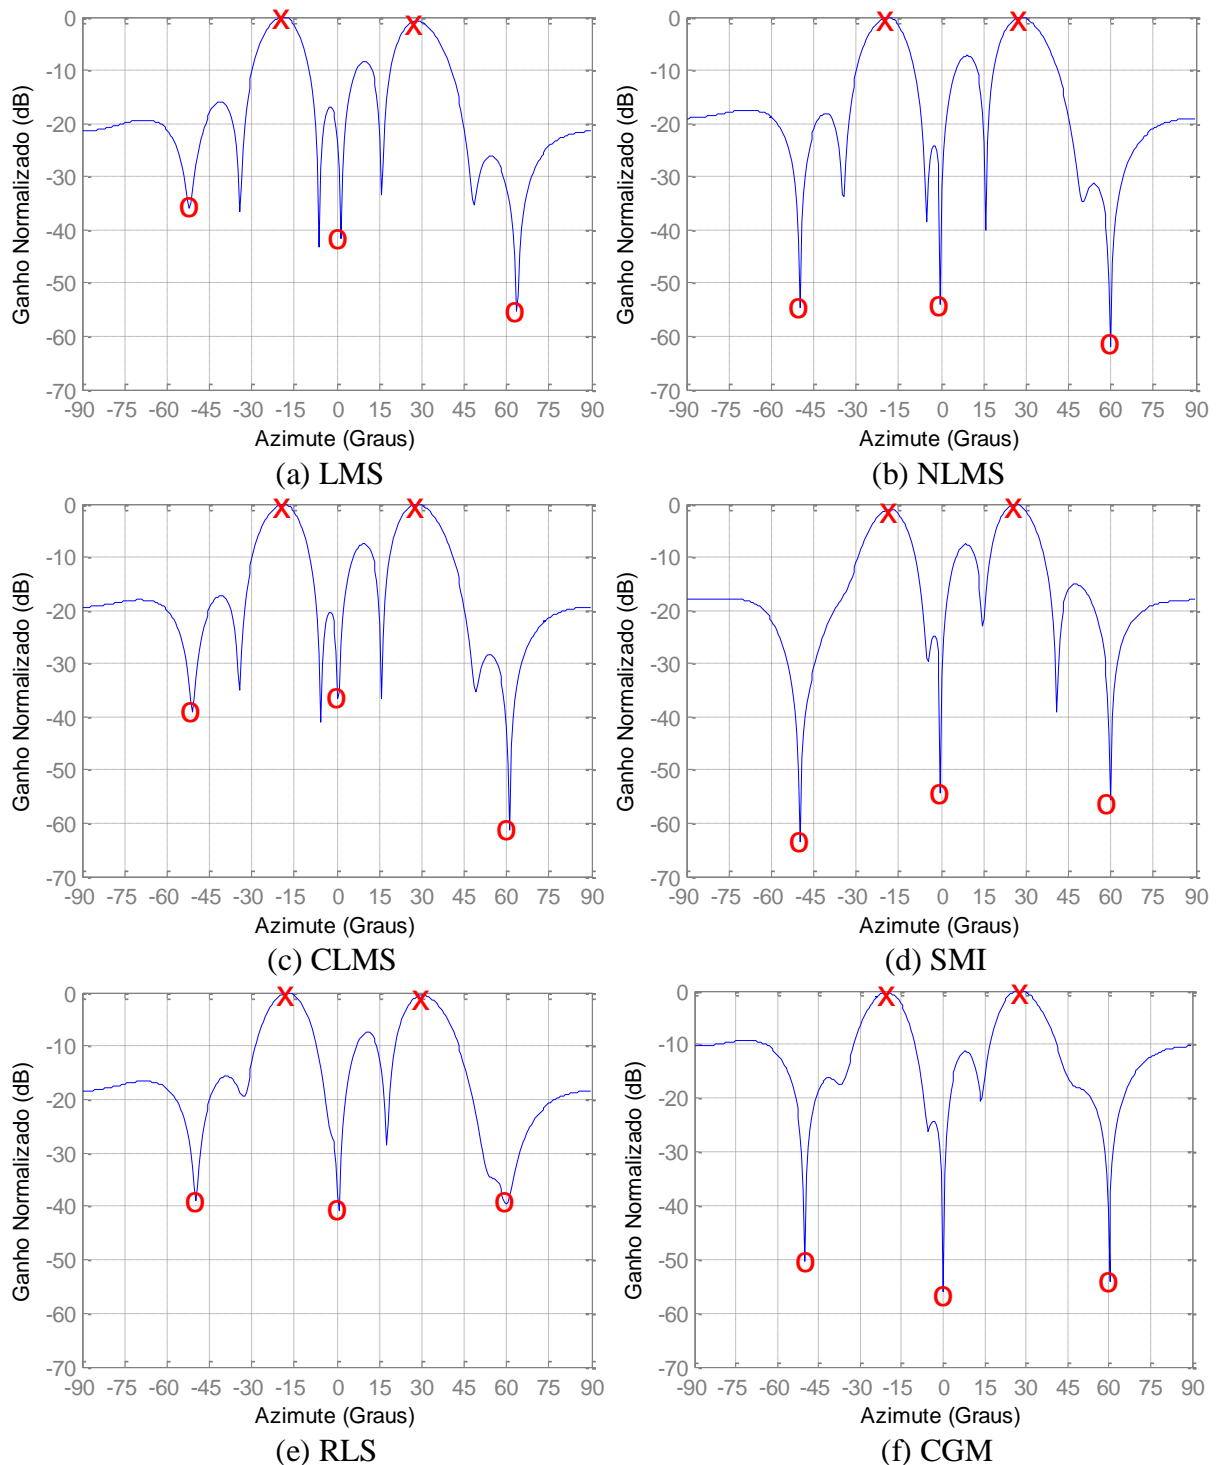 0
-10
-20
-30
-40
-50
-60
-70
-90 -75 -60 -45 -30 -15 0 15 30 45 60 75 90
Ganho Normalizado (dB)
Azimute (Graus)
X X
O O O
(a) LMS
0
-10
-20
-30
-40
-50
-60
-70
-90 -75 -60 -45 -30 -15 0 15 30 45 60 75 90
Ganho Normalizado (dB)
Azimute (Graus)
X X
O O O
(b) NLMS
0
-10
-20
-30
-40
-50
-60
-70
-90 -75 -60 -45 -30 -15 0 15 30 45 60 75 90
Ganho Normalizado (dB)
Azimute (Graus)
X X
O O O
(c) CLMS
0
-10
-20
-30
-40
-50
-60
-70
-90 -75 -60 -45 -30 -15 0 15 30 45 60 75 90
Ganho Normalizado (dB)
Azimute (Graus)
X X
O O O
(d) SMI
0
-10
-20
-30
-40
-50
-60
-70
-90 -75 -60 -45 -30 -15 0 15 30 45 60 75 90
Ganho Normalizado (dB)
Azimute (Graus)
X X
O O O
(e) RLS
0
-10
-20
-30
-40
-50
-60
-70
-90 -75 -60 -45 -30 -15 0 15 30 45 60 75 90
Ganho Normalizado (dB)
Azimute (Graus)
X X
O O O
(f) CGM